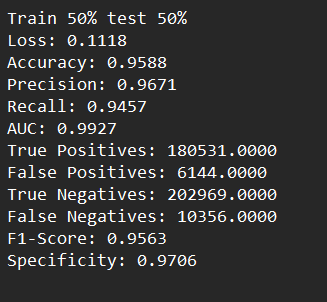 Train 50% test 50%
Loss: 0.1118
Accuracy: 0.9588
Precision: 0.9671
Recall: 0.9457
AUC: 0.9927
True Positives: 180531.0000
False Positives: 6144.0000
True Negatives: 202969.0000
False Negatives: 10356.0000
F1-Score: 0.9563
Specificity: 0.9706